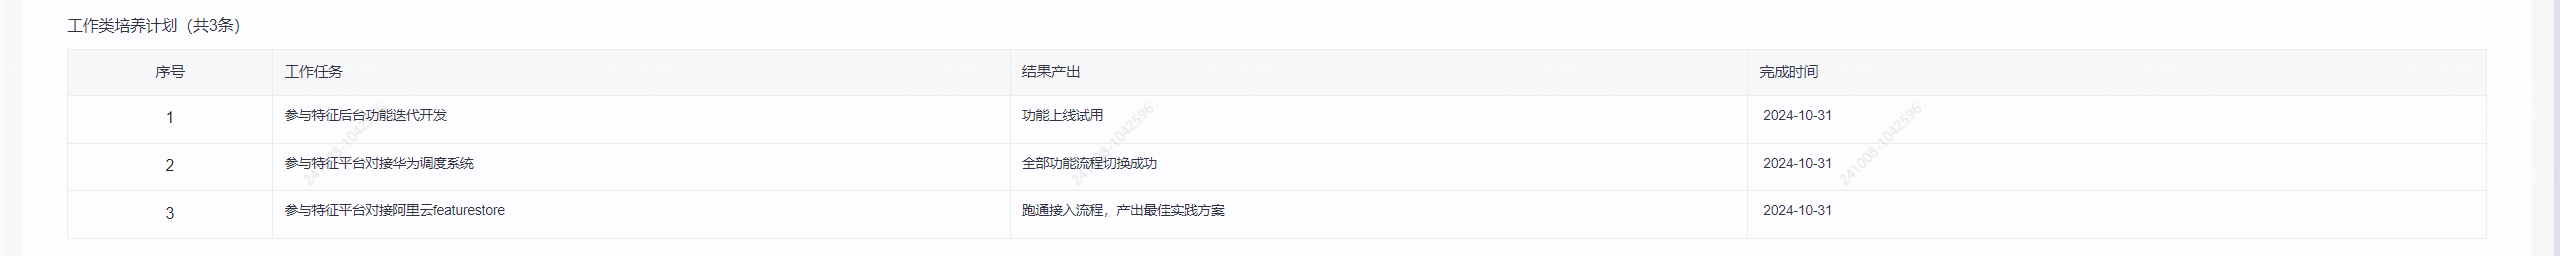 工作类培养计划（共3条）
序号 工作任务 结果产出 完成时间
1 参与特征后台功能迭代开发 功能上线试用 2024-10-31
2 参与特征平台对接华为调度系统 全部功能流程切换成功 2024-10-31
3 参与特征平台对接阿里云featurestore 跑通接入流程，产出最佳实践方案 2024-10-31
241008-1042596
241008-1042596
241008-1042596